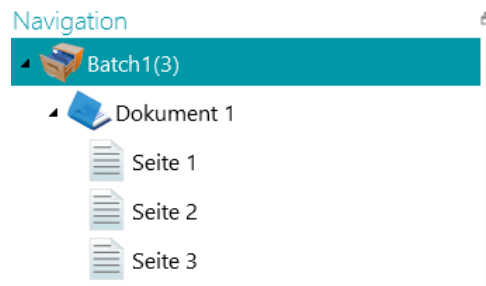 Navigation
Batch1(3)
Dokument 1
Seite 1
Seite 2
Seite 3